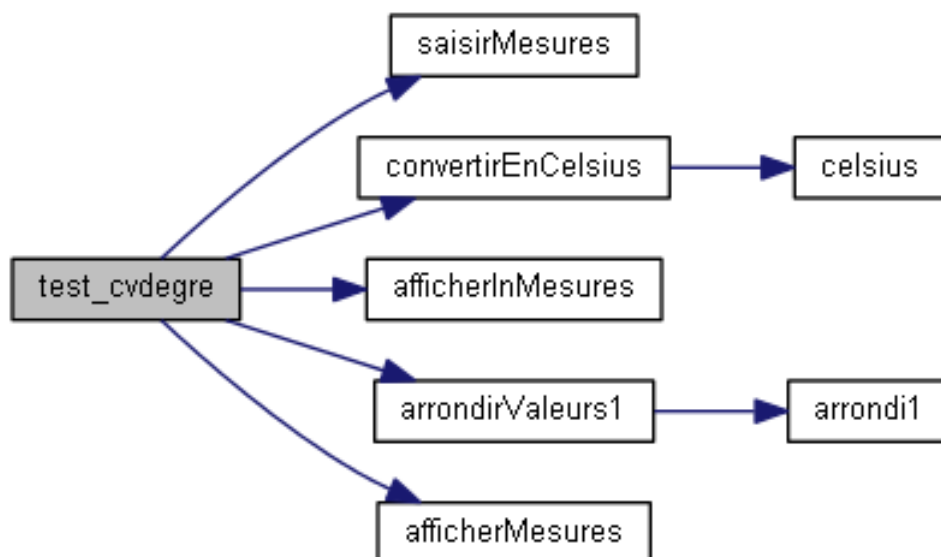 saisirMesures
convertirEnCelsius
celsius
test_cvdegre
afficherInMesures
arrondirValeurs1
arrondi1
afficherMesures